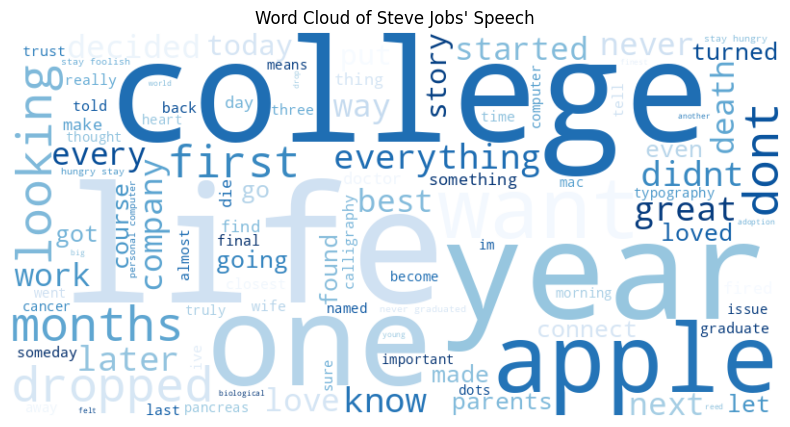 Word Cloud of Steve Jobs' Speech
trust
decided
today
put
story
started
never
stay hungry
turned
stay foolish
really
world
college
means
thing
computer
tell
looking
told
back
day
three
drop
way
time
another
death
dont
make
heart
thought
every
first
everything
even
didnt
hungry stay
course
personal computer
company
die
go
doctor
something
mac
typography
best
want
great
adoption
life
year
got
find
final
calligraphy
loved
almost
going
found
im
work
big
closest
become
morning
fired
went
cancer
truly
wife
named
never graduated
connect
issue
months
one
young
apple
graduate
someday
later
live
sure
important
made
dropped
biological
love
know
dots
parents
next
let
away
felt
last
pancreas
reed